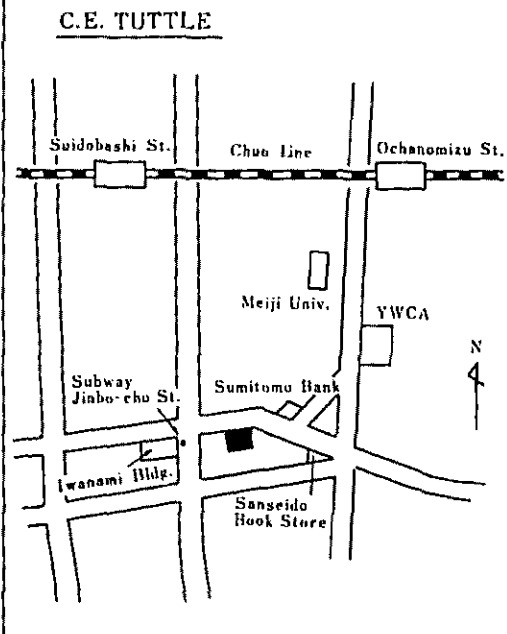 C.E. TUTTLE
Suidobashi St.
Chuo Line
Ochanomizu St.
Meiji Univ.
YWCA
N
Subway
Jinbo-chu St.
Sumitomo Bank
Iwanami Bldg.
Sanseido
Book Store